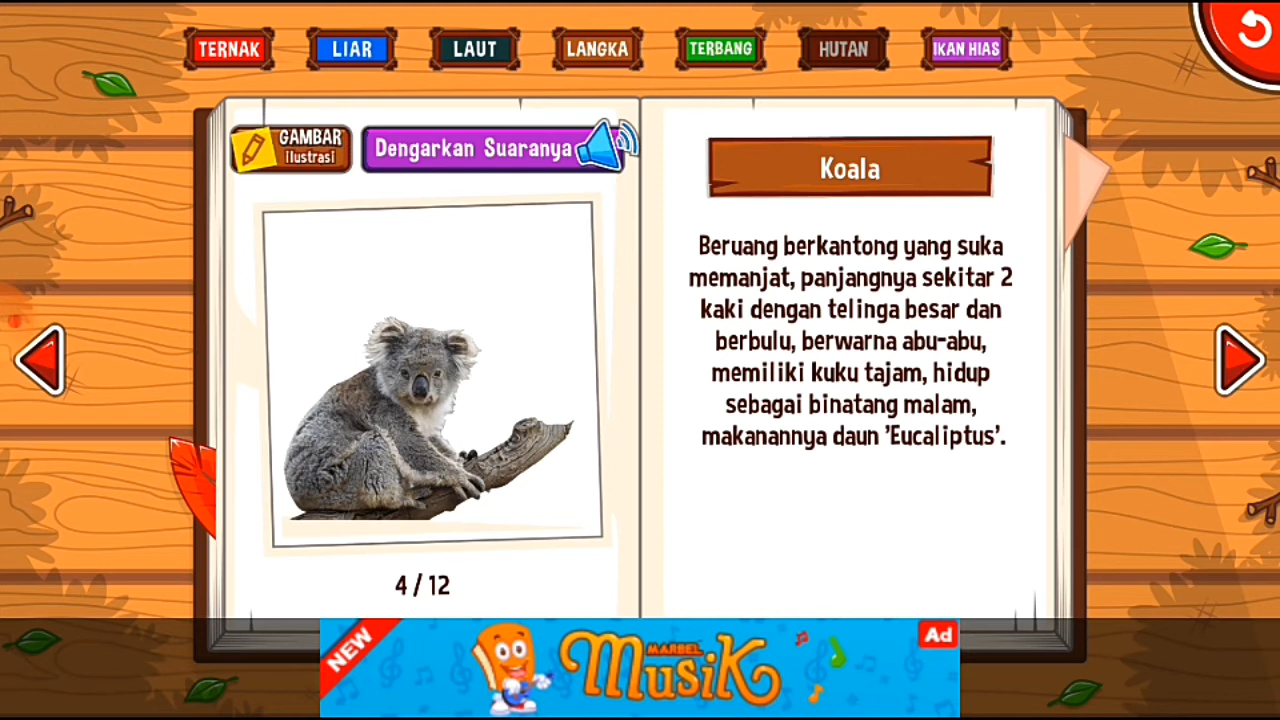 TERNAK
LIAR
LAUT
LANGKA
TERBANG
HUTAN
IKAN HIAS
GAMBAR
ilustrasi
Dengarkan Suaranya
4 / 12
Koala
Beruang berkantong yang suka
memanjat, panjangnya sekitar 2
kaki dengan telinga besar dan
berbulu, berwarna abu-abu,
memiliki kuku tajam, hidup
sebagai binatang malam,
makanannya daun 'Eucaliptus'.
NEW
MARBEL
Musik
Ad